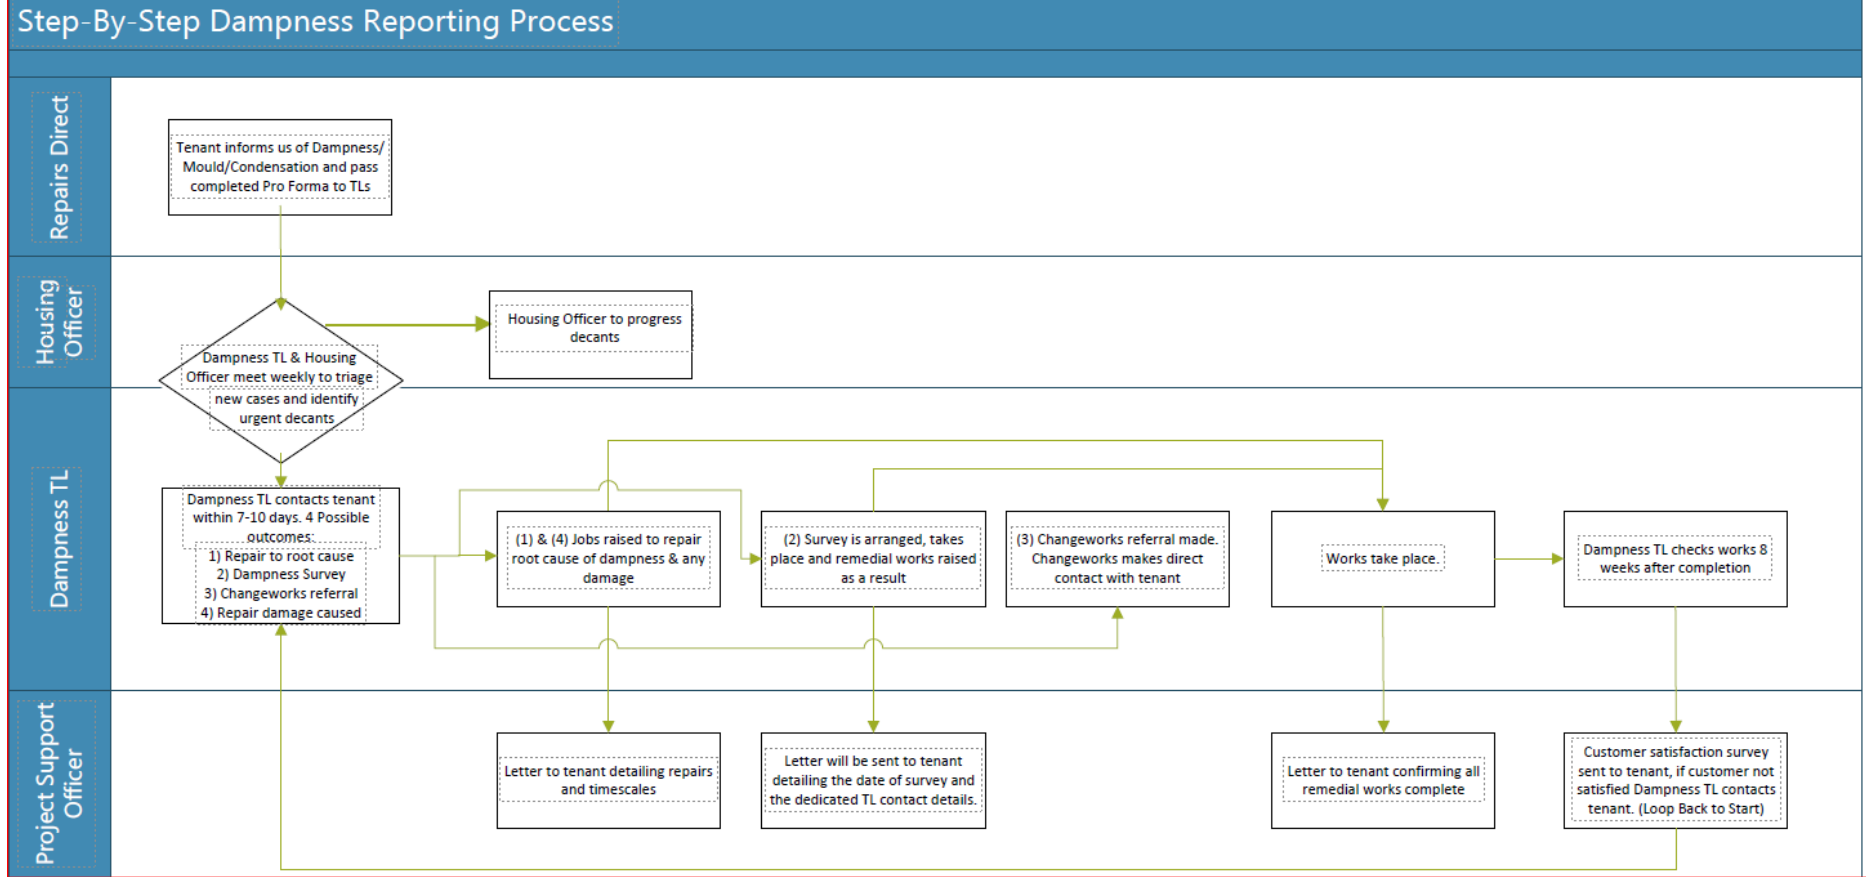 Step-By-Step Dampness Reporting Process
Repairs Direct
Tenant informs us of Dampness/
Mould/Condensation and pass
completed Pro Forma to TLs
Housing
Officer
Housing Officer to progress
decants
Dampness TL & Housing
Officer meet weekly to triage
new cases and identify
urgent decants
Dampness TL
Dampness TL contacts tenant
within 7-10 days. 4 Possible
outcomes:
1) Repair to root cause
2) Dampness Survey
3) Changeworks referral
4) Repair damage caused
(1) & (4) Jobs raised to repair
root cause of dampness & any
damage
(2) Survey is arranged, takes
place and remedial works raised
as a result
(3) Changeworks referral made.
Changeworks makes direct
contact with tenant
Works take place.
Dampness TL checks works 8
weeks after completion
Project Support
Officer
Letter to tenant detailing repairs
and timescales
Letter will be sent to tenant
detailing the date of survey and
the dedicated TL contact details.
Letter to tenant confirming all
remedial works complete
Customer satisfaction survey
sent to tenant, if customer not
satisfied Dampness TL contacts
tenant. (Loop Back to Start)